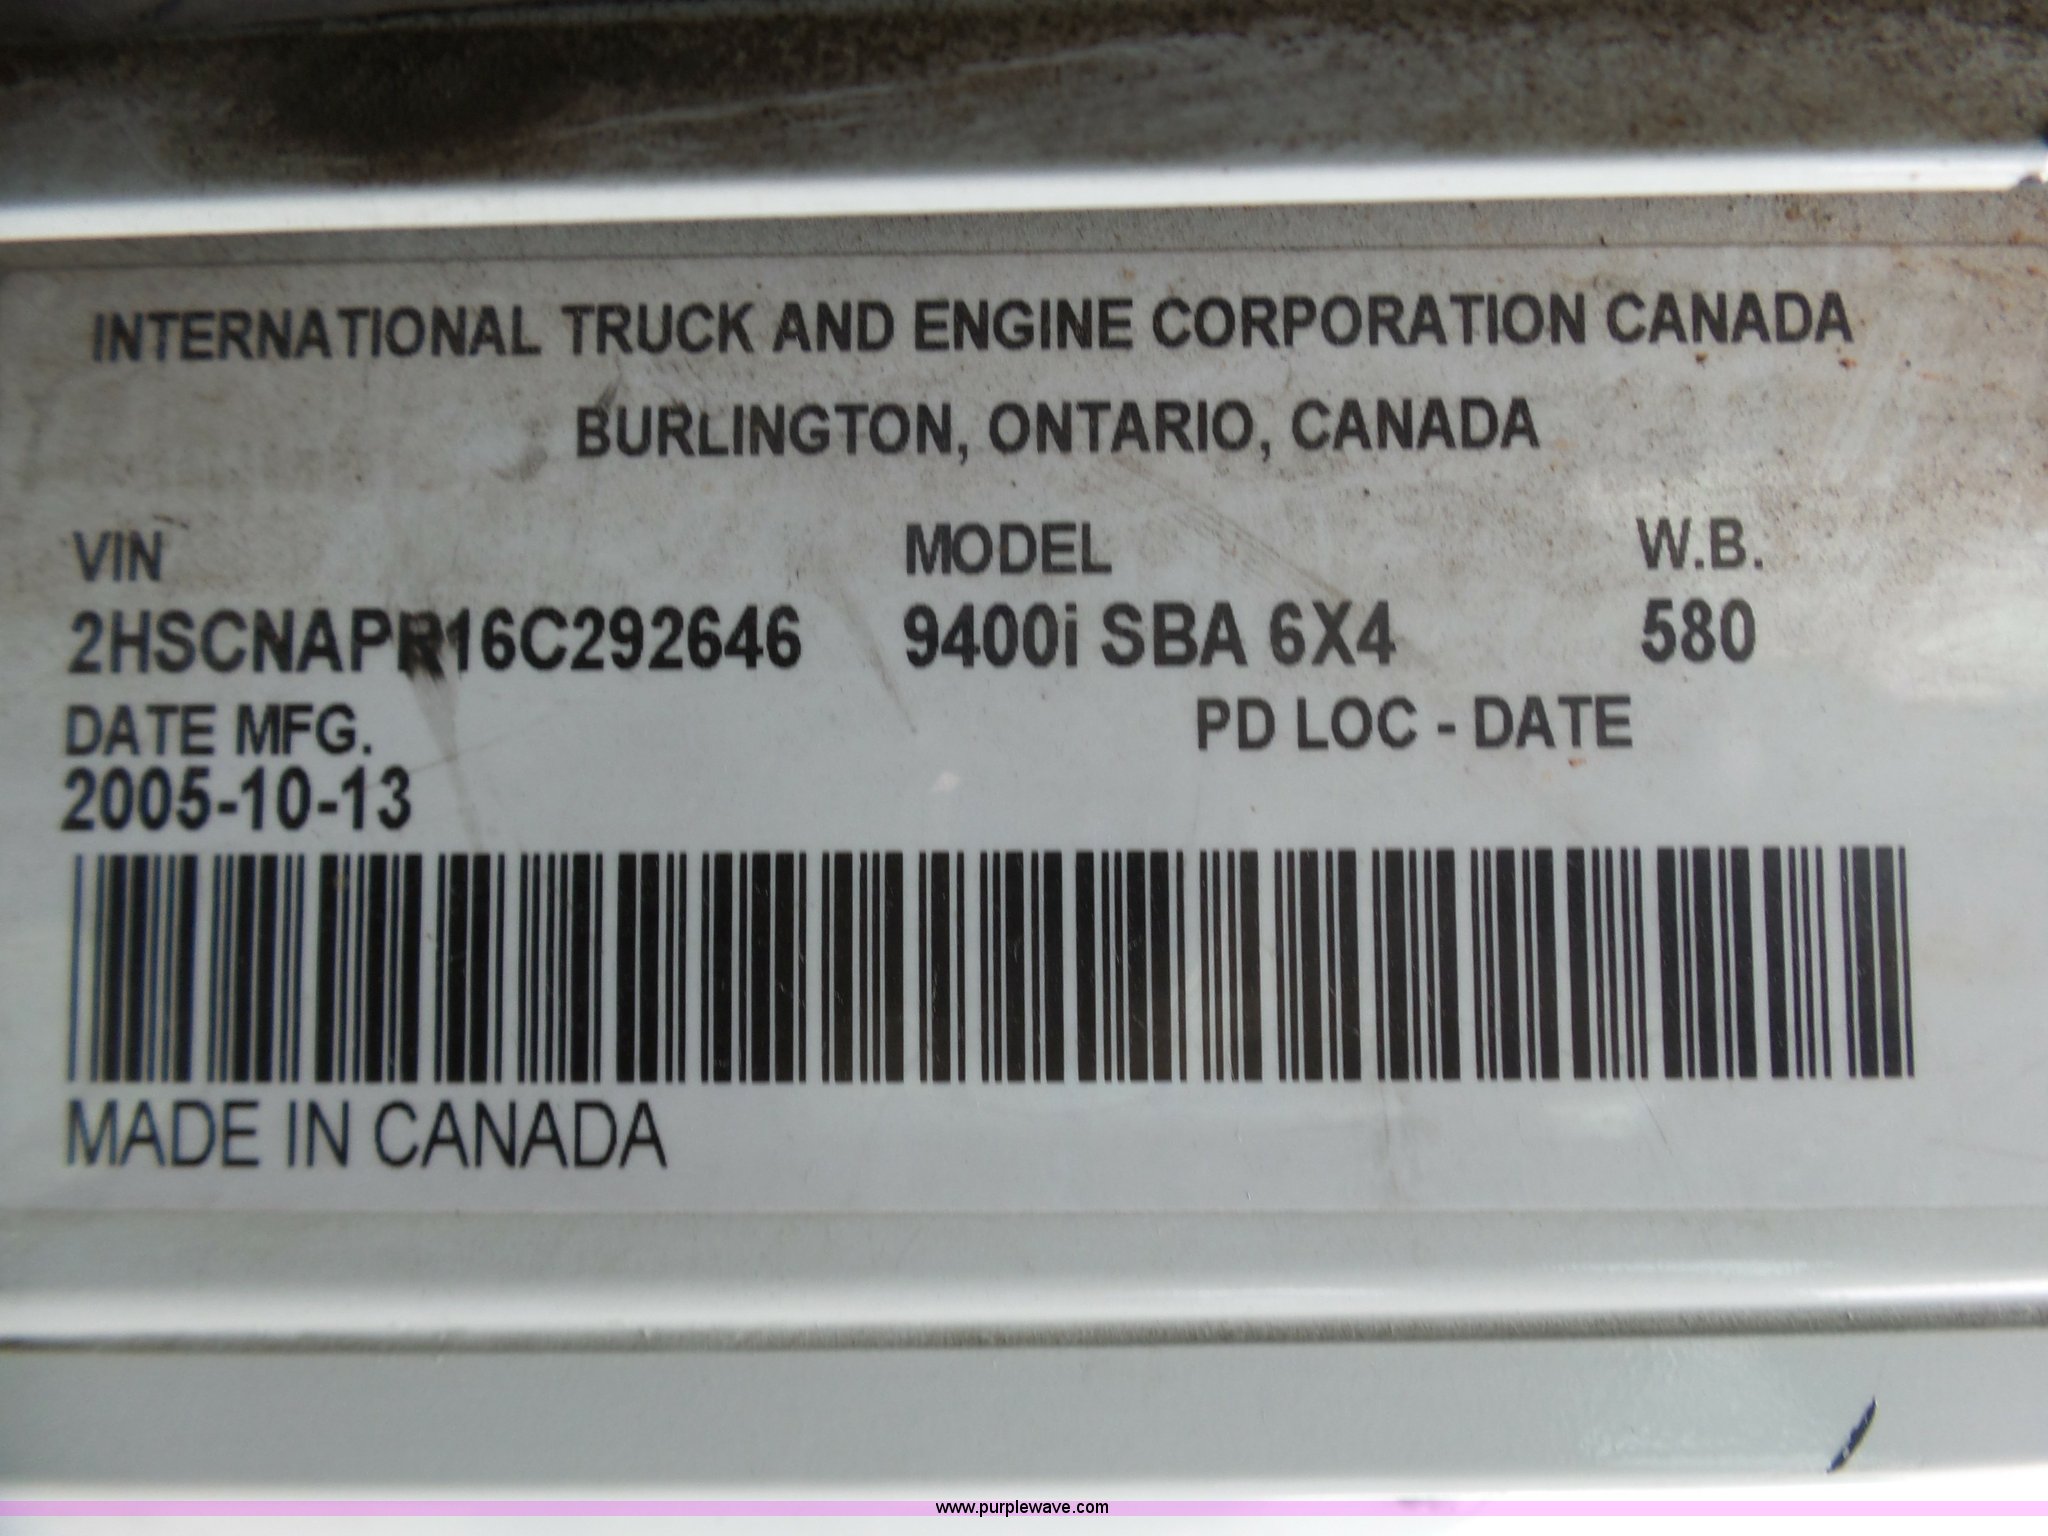 INTERNATIONAL TRUCK AND ENGINE CORPORATION CANADA
BURLINGTON, ONTARIO, CANADA
VIN MODEL W.B.
2HSCNAPR16C292646 9400i SBA 6X4 580
DATE MFG. PD LOC - DATE
2005-10-13
MADE IN CANADA
www.purplewave.com